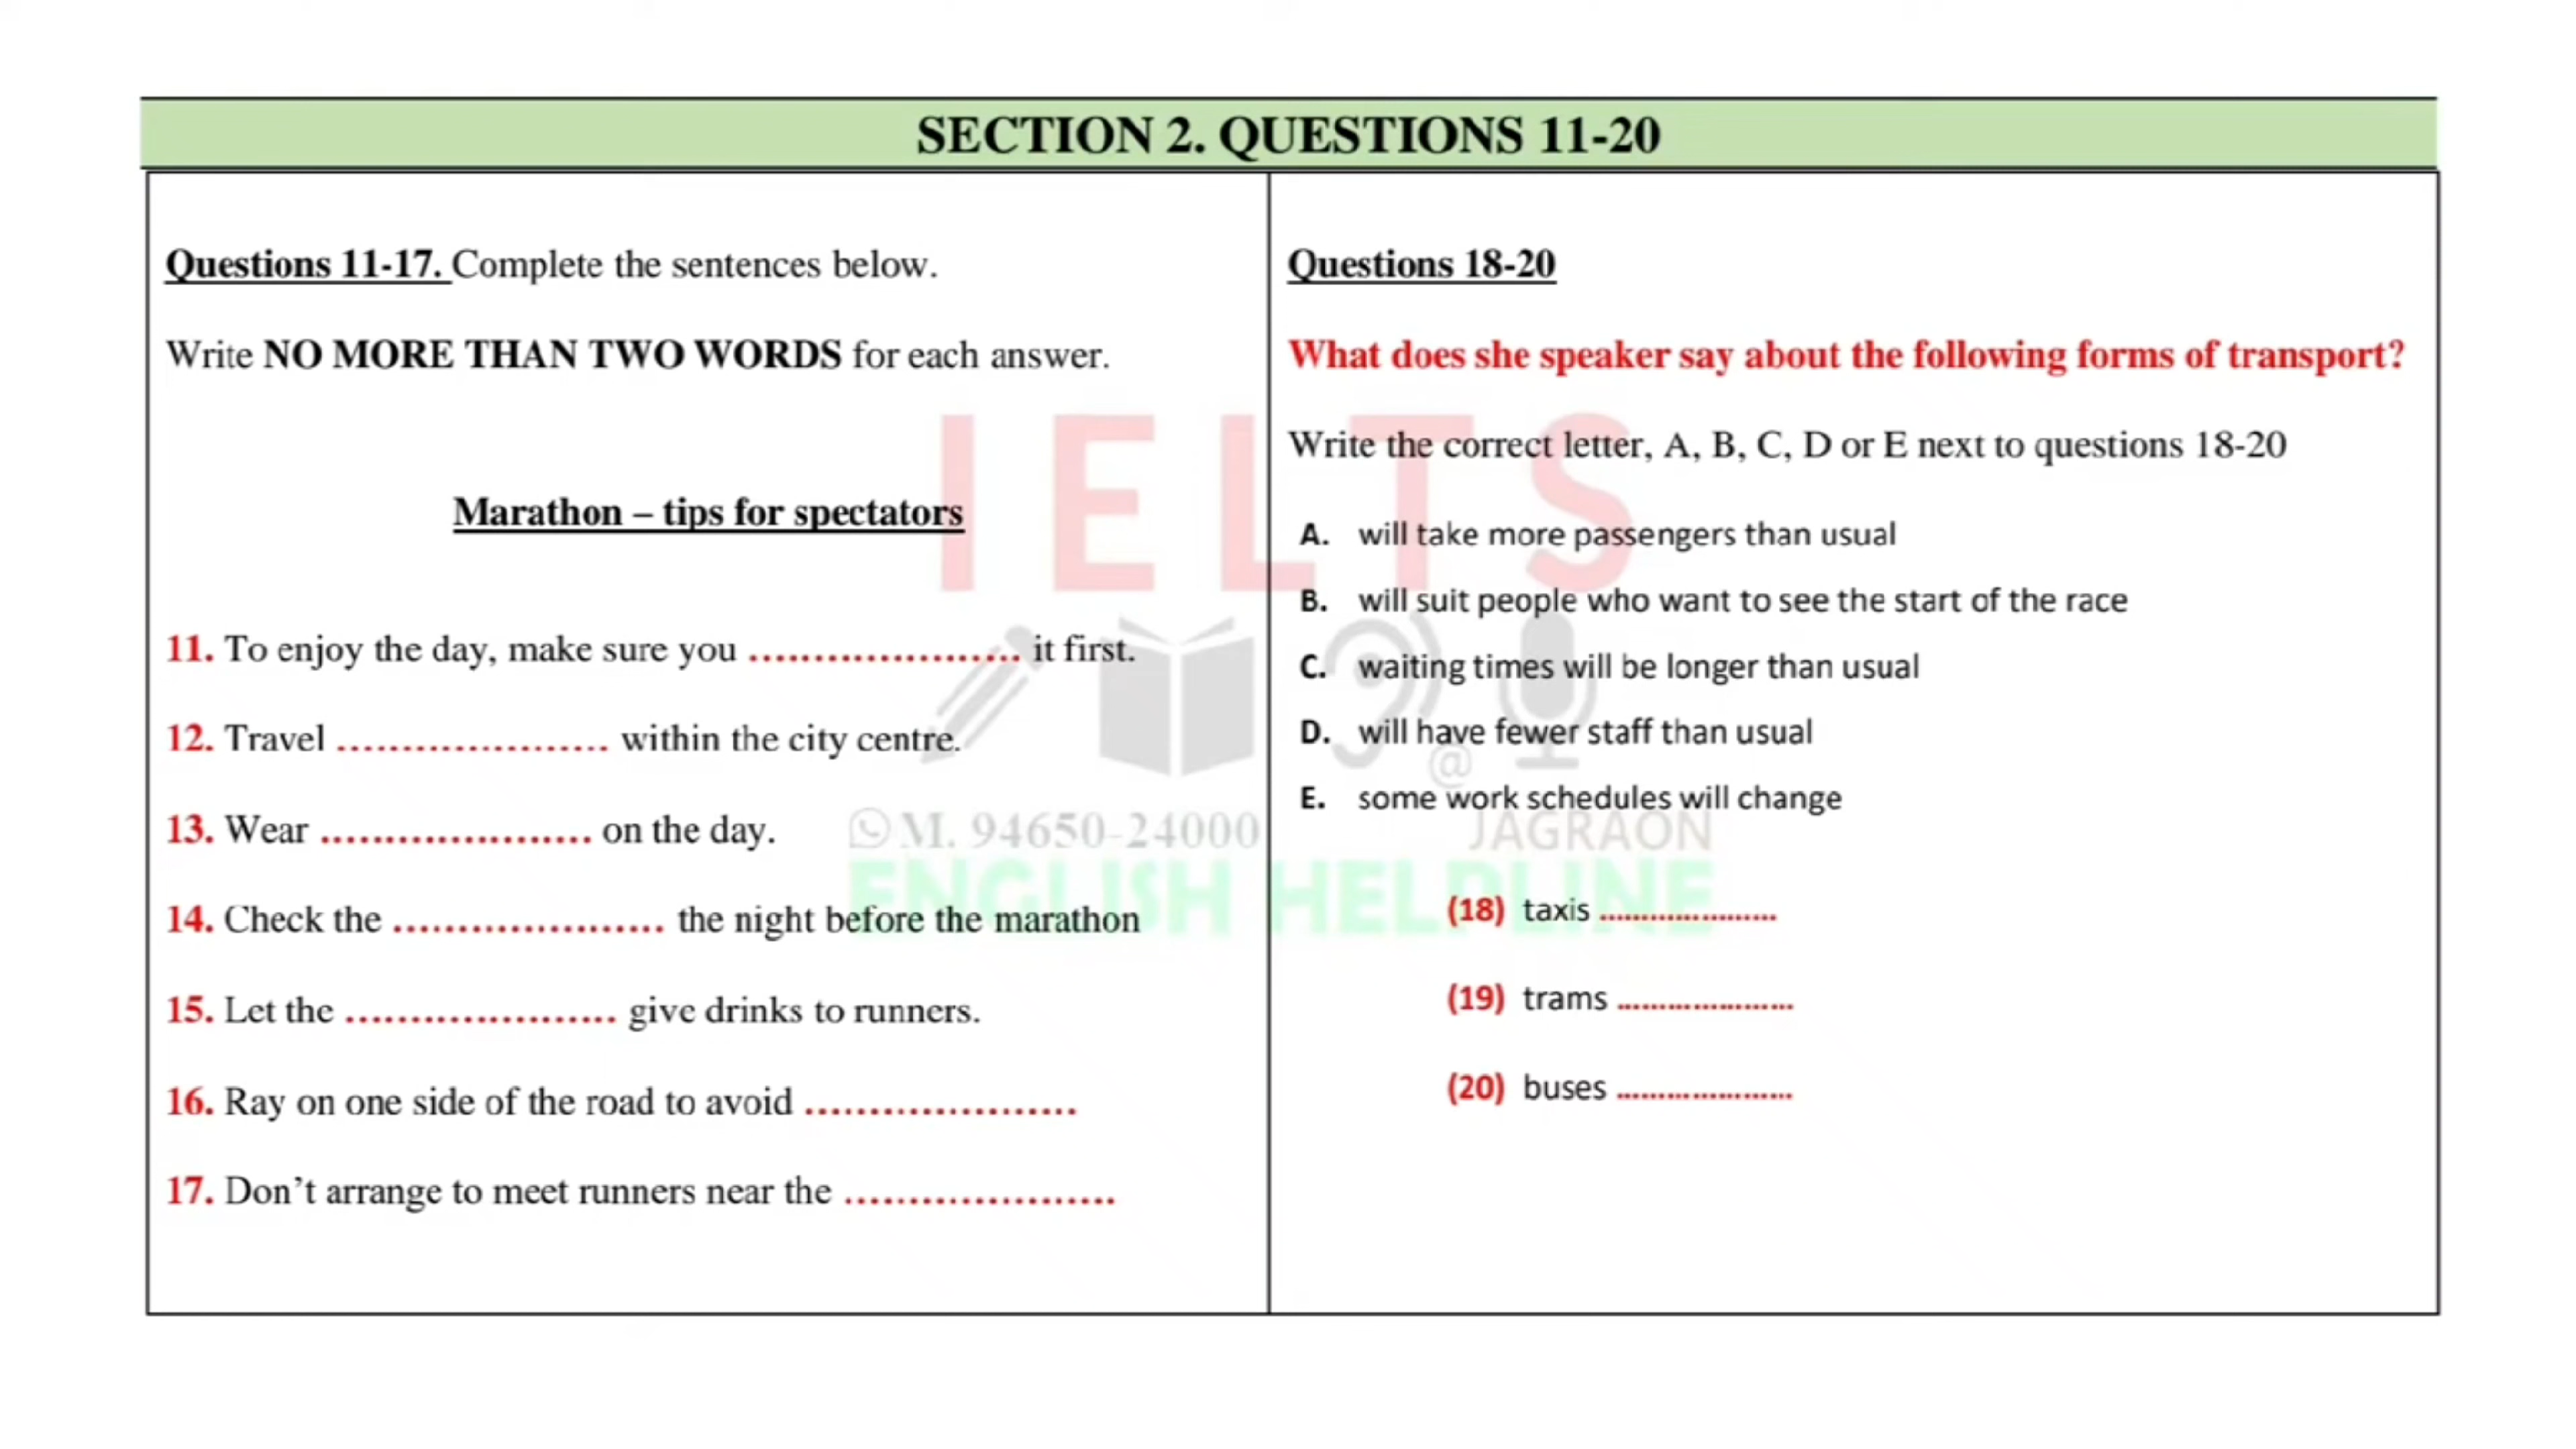 SECTION 2. QUESTIONS 11-20
Questions 11-17. Complete the sentences below.
Write NO MORE THAN TWO WORDS for each answer.
Marathon – tips for spectators
11. To enjoy the day, make sure you ..................... it first.
12. Travel ..................... within the city centre.
13. Wear ..................... on the day.
14. Check the ..................... the night before the marathon
15. Let the ..................... give drinks to runners.
16. Ray on one side of the road to avoid .....................
17. Don't arrange to meet runners near the .....................
Questions 18-20
What does she speaker say about the following forms of transport?
Write the correct letter, A, B, C, D or E next to questions 18-20
A. will take more passengers than usual
B. will suit people who want to see the start of the race
C. waiting times will be longer than usual
D. will have fewer staff than usual
E. some work schedules will change
(18) taxis .....................
(19) trams .....................
(20) buses .....................
IELTS
@
M. 94650-24000 JAGRAON
ENGLISH HELPLINE